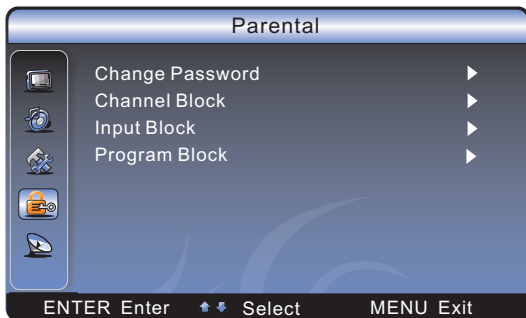 Parental
Change Password
Channel Block
Input Block
Program Block
ENTER Enter Select MENU Exit